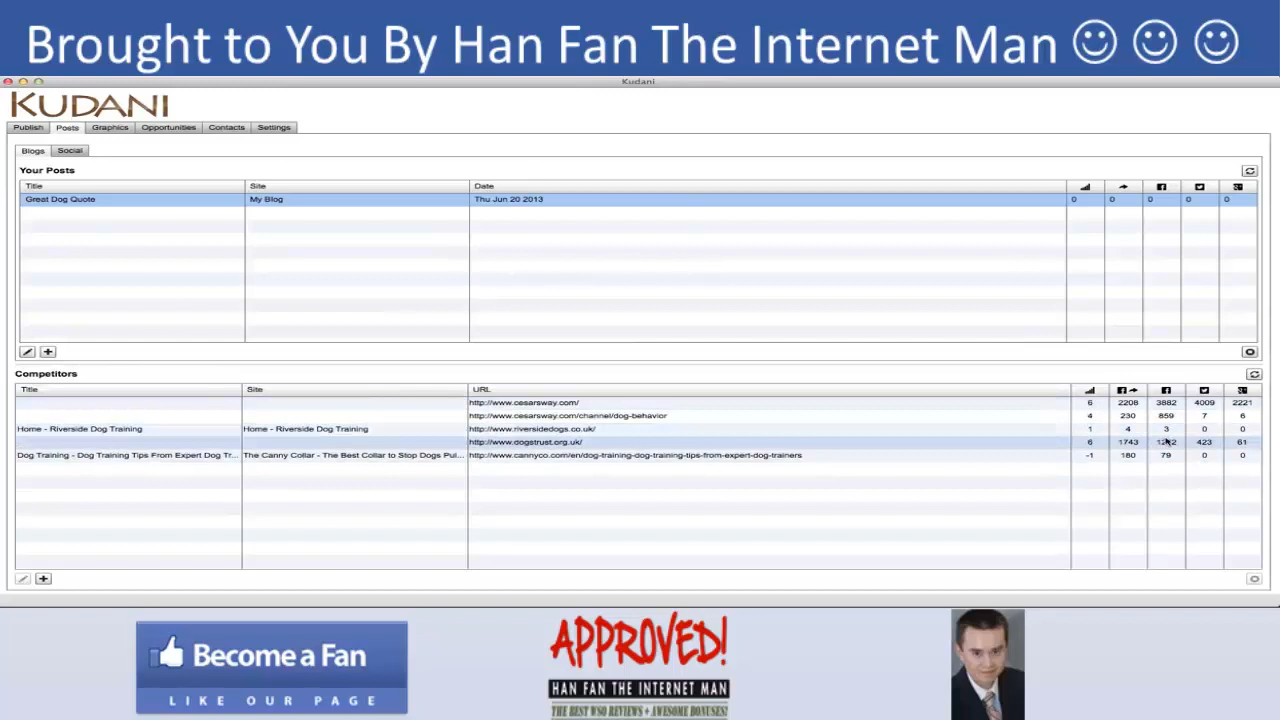 Brought to You By Han Fan The Internet Man
Kudani
KUDANI
Publish Posts Graphics Opportunities Contacts Settings
Blogs Social
Your Posts
Title Site Date
Great Dog Quote My Blog Thu Jun 20 2013 0 0 0 0 0
Competitors
Title Site URL
http://www.cesarsway.com/ 6 2208 3882 4009 2221
http://www.cesarsway.com/channel/dog-behavior 4 230 859 7 6
Home - Riverside Dog Training Home - Riverside Dog Training http://www.riversidedogs.co.uk/ 1 4 3 0 0
http://www.dogstrust.org.uk/ 6 1743 423 61
Dog Training - Dog Training Tips From Expert Dog Tr... The Canny Collar - The Best Collar to Stop Dogs Pul... http://www.cannyco.com/en/dog-training-dog-training-tips-from-expert-dog-trainers -1 180 79 0 0
Become a Fan
LIKE OUR PAGE
APPROVED!
HAN FAN THE INTERNET MAN
THE BEST WSO REVIEWS + AWESOME BONUSES!